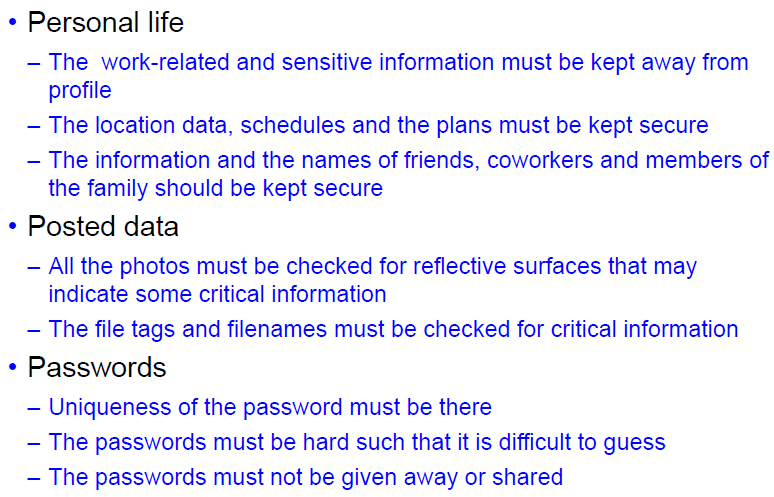 • Personal life
– The work-related and sensitive information must be kept away from
profile
– The location data, schedules and the plans must be kept secure
– The information and the names of friends, coworkers and members of
the family should be kept secure
• Posted data
– All the photos must be checked for reflective surfaces that may
indicate some critical information
– The file tags and filenames must be checked for critical information
• Passwords
– Uniqueness of the password must be there
– The passwords must be hard such that it is difficult to guess
– The passwords must not be given away or shared